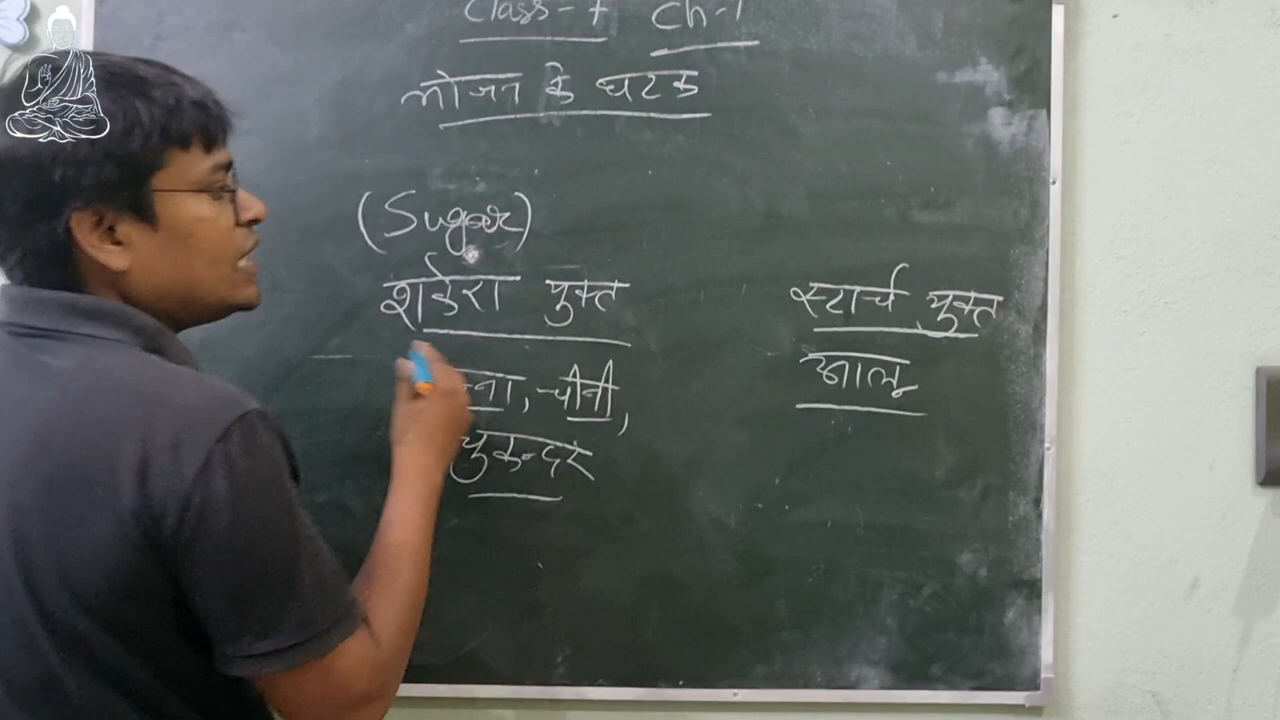 Class-7 Ch-1
भोजन के घटक
(Sugar)
शर्करा युक्त
स्टार्च युक्त
चीनी,
आलू
चुकन्दर